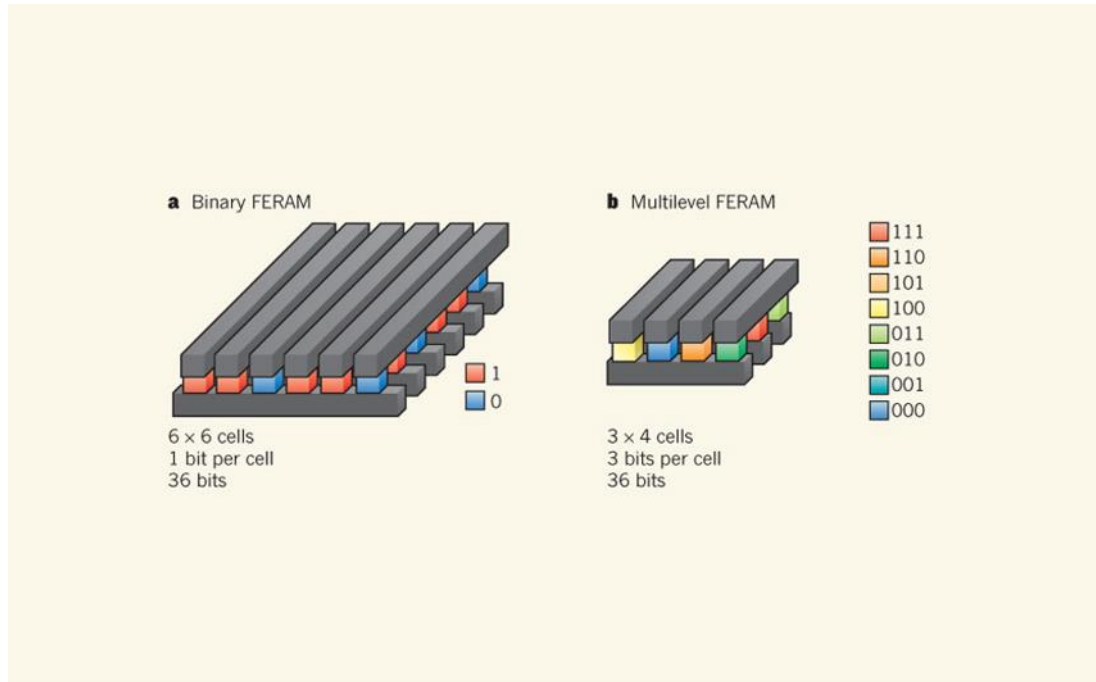 a Binary FERAM
1
0
6 × 6 cells
1 bit per cell
36 bits
b Multilevel FERAM
111
110
101
100
011
010
001
000
3 × 4 cells
3 bits per cell
36 bits